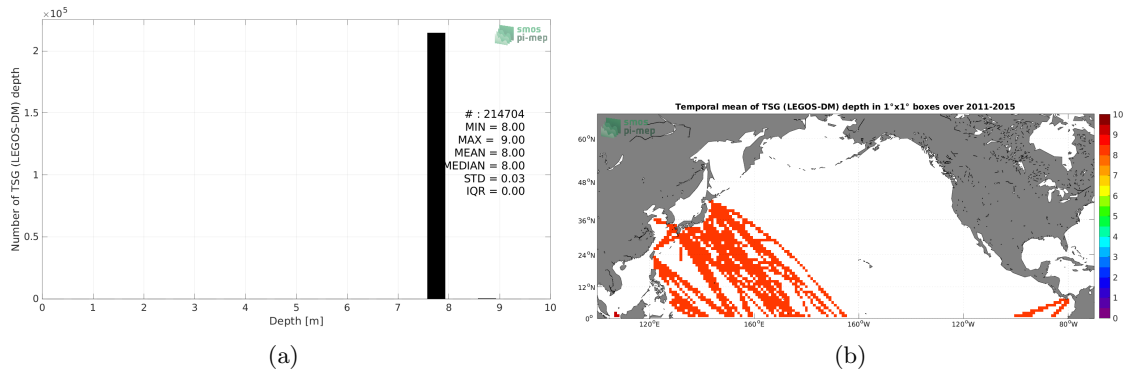 ×10⁵
smos
pi-mep
2
1.5
1
0.5
0
# : 214704
MIN = 8.00
MAX = 9.00
MEAN = 8.00
MEDIAN = 8.00
STD = 0.03
IQR = 0.00
Number of TSG (LEGOS-DM) depth
0 1 2 3 4 5 6 7 8 9 10
Depth [m]
(a)
Temporal mean of TSG (LEGOS-DM) depth in 1°x1° boxes over 2011-2015
smos
pi-mep
60°N
48°N
36°N
24°N
12°N
0°
120°E 160°E 160°W 120°W 80°W
10
9
8
7
6
5
4
3
2
1
0
(b)